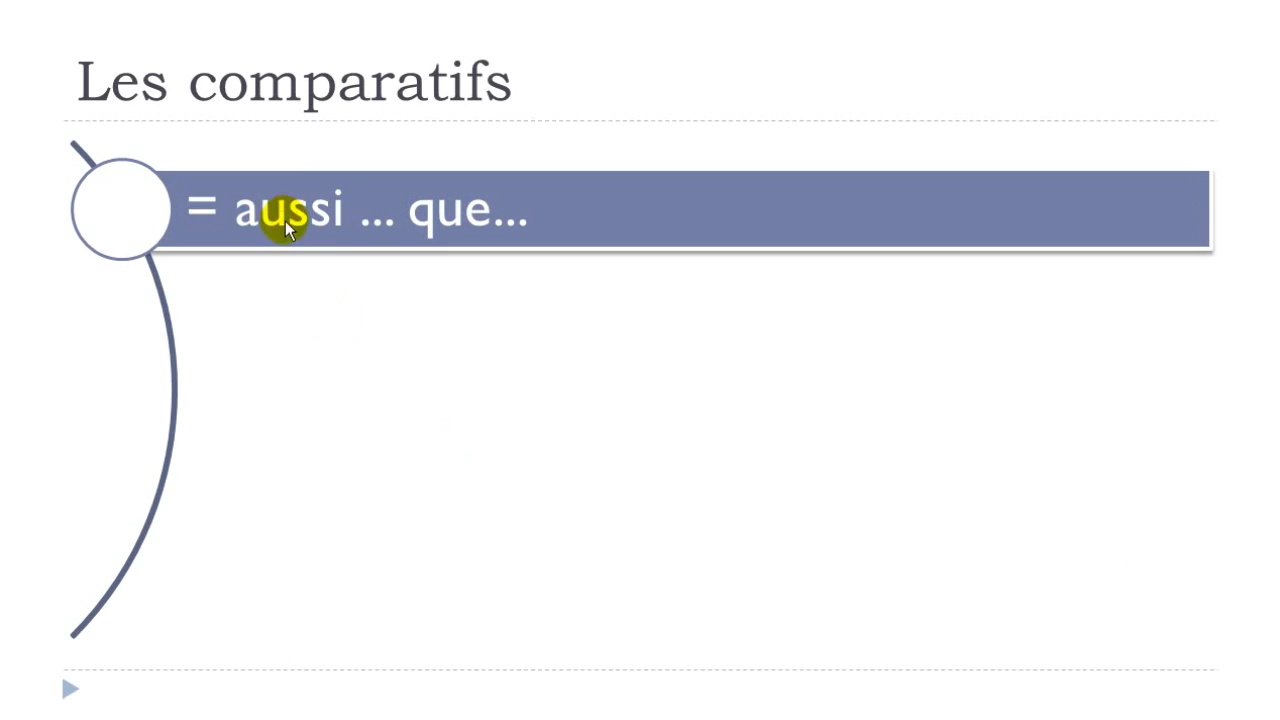 Les comparatifs
= aussi ... que...